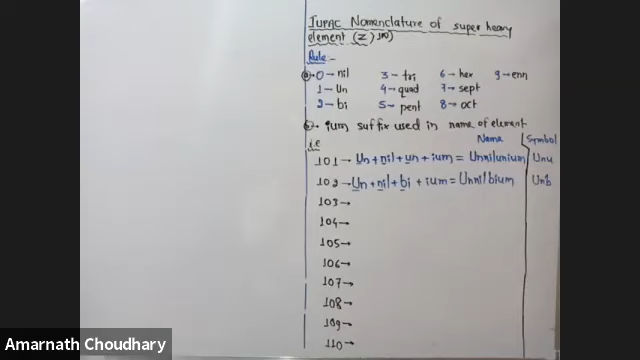 IUPAC Nomenclature of super heavy
element (Z) 100)
Rule -
(a) → 0 - nil 3 - tri 6 - hex 9 - enn
1 - Un 4 - quad 7 - sept
2 - bi 5 - pent 8 - oct
(b) → ium suffix used in name of element
i.e Name Symbol
101 → Un + nil + un + ium = Unnilunium Unu
102 → Un + nil + bi + ium = Unnilbium Unb
103 →
104 →
105 →
106 →
107 →
108 →
109 →
110 →
Amarnath Choudhary